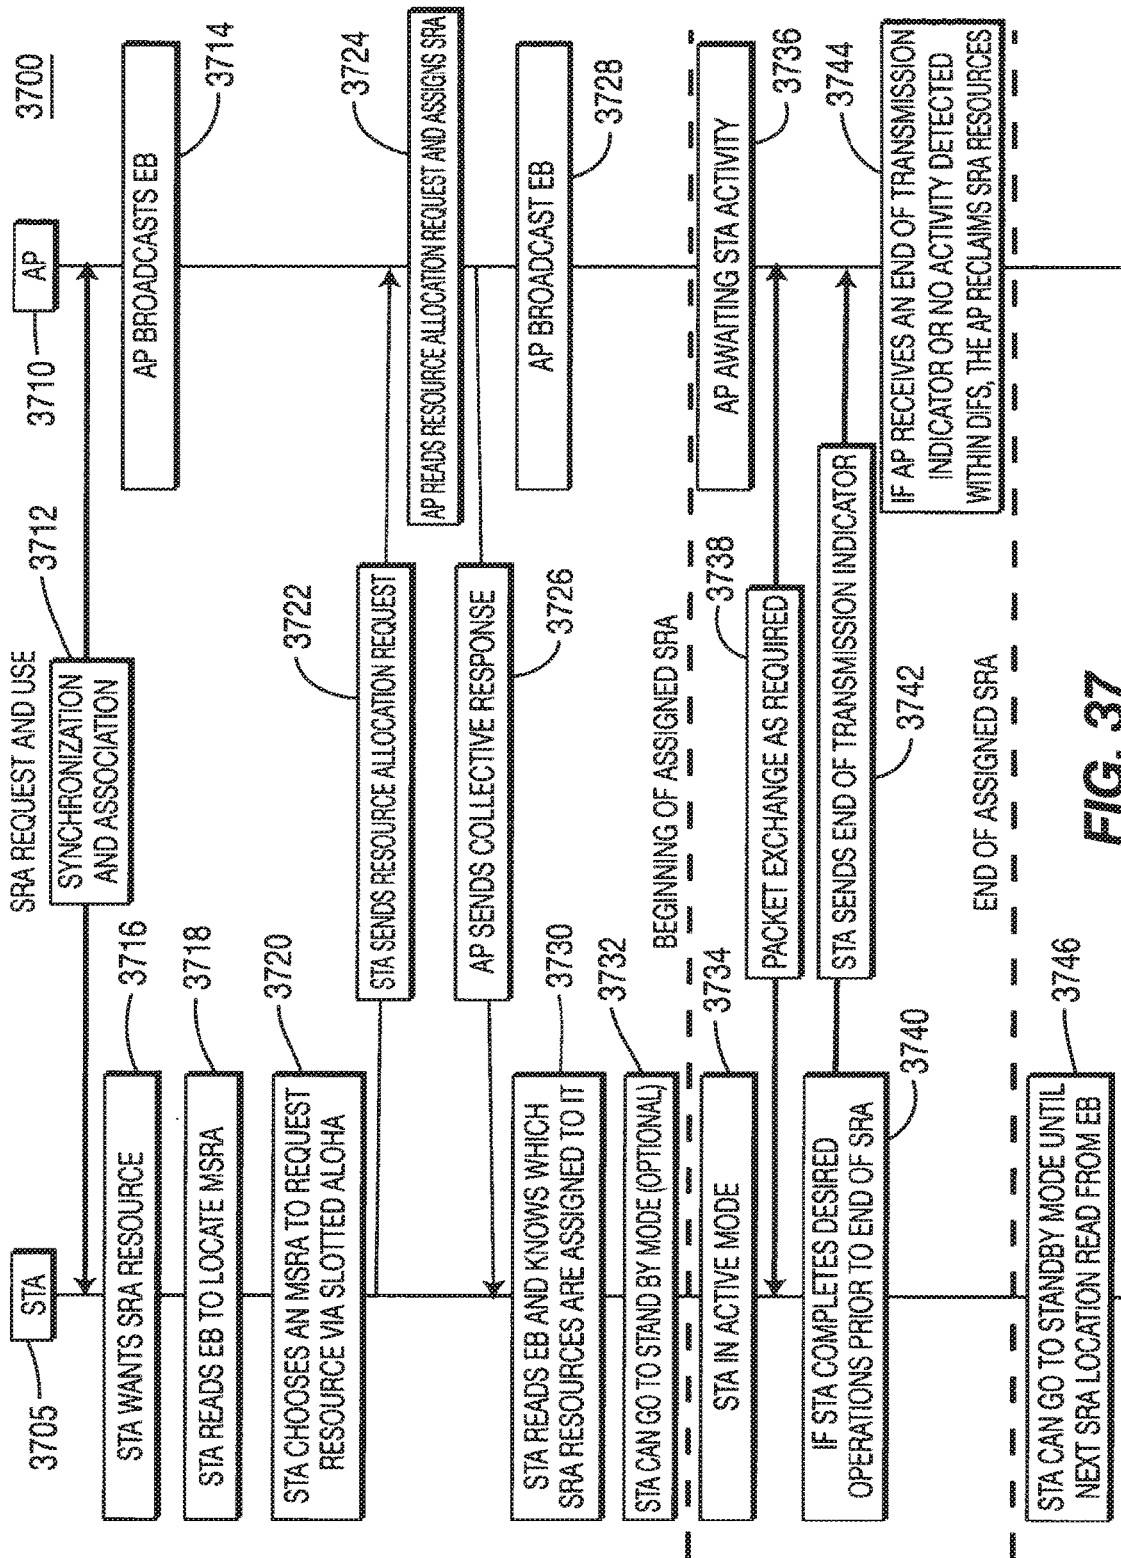 SRA REQUEST AND USE
3700
3705
STA
3710
AP
SYNCHRONIZATION
AND ASSOCIATION
3712
AP BROADCASTS EB
3714
STA WANTS SRA RESOURCE
3716
STA READS EB TO LOCATE MSRA
3718
STA CHOOSES AN MSRA TO REQUEST
RESOURCE VIA SLOTTED ALOHA
3720
STA SENDS RESOURCE ALLOCATION REQUEST
3722
AP READS RESOURCE ALLOCATION REQUEST AND ASSIGNS SRA
3724
AP SENDS COLLECTIVE RESPONSE
3726
AP BROADCAST EB
3728
STA READS EB AND KNOWS WHICH
SRA RESOURCES ARE ASSIGNED TO IT
3730
STA CAN GO TO STAND BY MODE (OPTIONAL)
3732
BEGINNING OF ASSIGNED SRA
STA IN ACTIVE MODE
3734
AP AWAITING STA ACTIVITY
3736
PACKET EXCHANGE AS REQUIRED
3738
IF STA COMPLETES DESIRED
OPERATIONS PRIOR TO END OF SRA
3740
STA SENDS END OF TRANSMISSION INDICATOR
3742
IF AP RECEIVES AN END OF TRANSMISSION
INDICATOR OR NO ACTIVITY DETECTED
WITHIN DIFS, THE AP RECLAIMS SRA RESOURCES
3744
END OF ASSIGNED SRA
STA CAN GO TO STANDBY MODE UNTIL
NEXT SRA LOCATION READ FROM EB
3746
FIG. 37